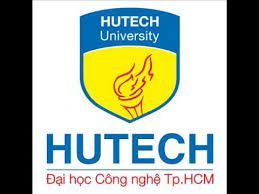 HUTECH
University
HUTECH
Đại học Công nghệ Tp.HCM